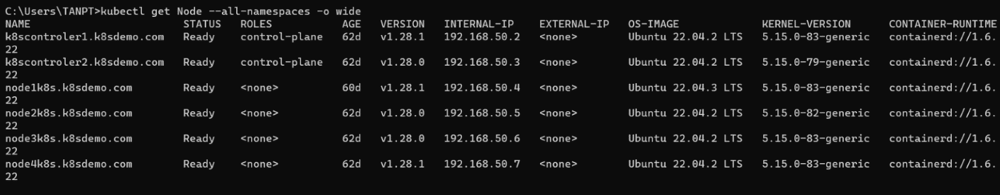 C:\Users\TANPT>kubectl get Node --all-namespaces -o wide
NAME STATUS ROLES AGE VERSION INTERNAL-IP EXTERNAL-IP OS-IMAGE KERNEL-VERSION CONTAINER-RUNTIME
k8scontroler1.k8sdemo.com Ready control-plane 62d v1.28.1 192.168.50.2 <none> Ubuntu 22.04.2 LTS 5.15.0-83-generic containerd://1.6.
22
k8scontroler2.k8sdemo.com Ready control-plane 62d v1.28.0 192.168.50.3 <none> Ubuntu 22.04.2 LTS 5.15.0-79-generic containerd://1.6.
22
node1k8s.k8sdemo.com Ready <none> 60d v1.28.1 192.168.50.4 <none> Ubuntu 22.04.3 LTS 5.15.0-83-generic containerd://1.6.
22
node2k8s.k8sdemo.com Ready <none> 62d v1.28.0 192.168.50.5 <none> Ubuntu 22.04.2 LTS 5.15.0-82-generic containerd://1.6.
22
node3k8s.k8sdemo.com Ready <none> 62d v1.28.0 192.168.50.6 <none> Ubuntu 22.04.2 LTS 5.15.0-83-generic containerd://1.6.
22
node4k8s.k8sdemo.com Ready <none> 62d v1.28.1 192.168.50.7 <none> Ubuntu 22.04.2 LTS 5.15.0-83-generic containerd://1.6.
22